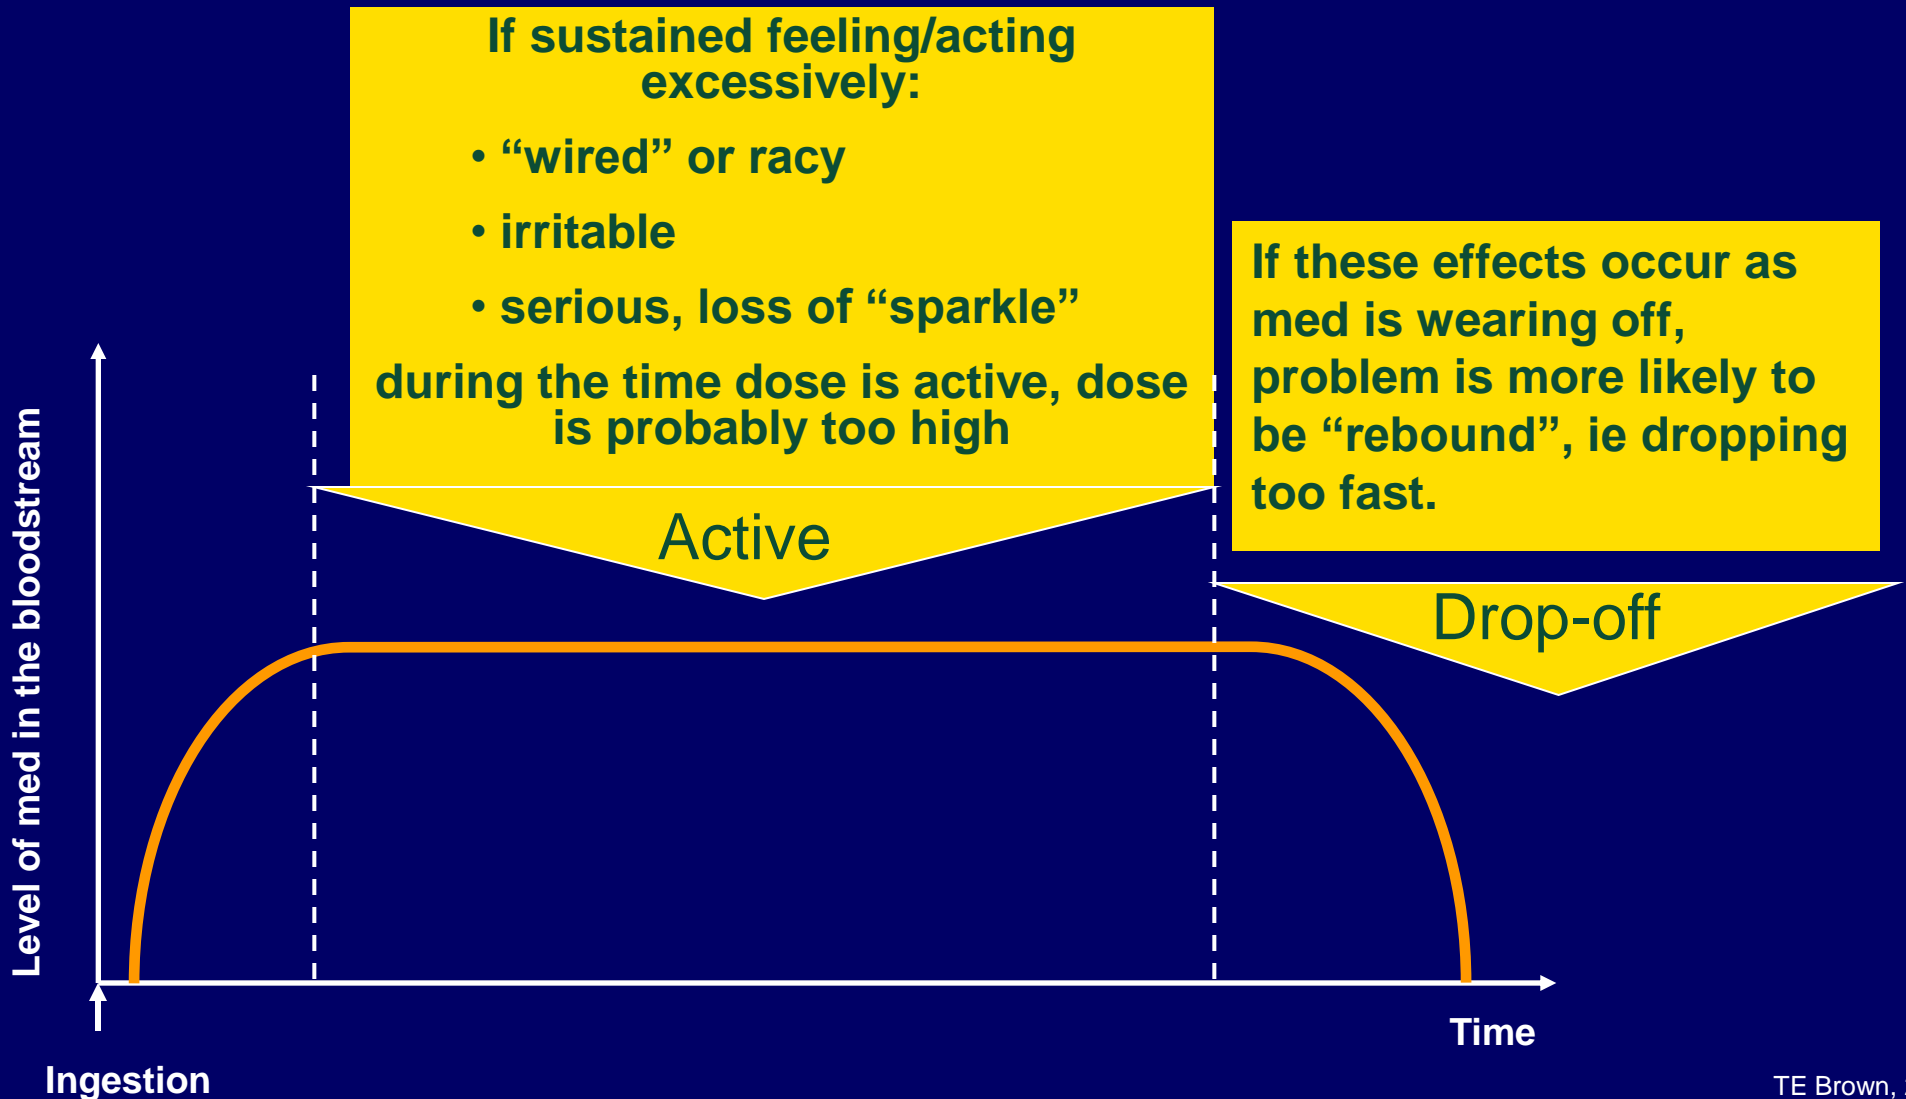 If sustained feeling/acting
excessively:
• “wired” or racy
• irritable
• serious, loss of “sparkle”
during the time dose is active, dose
is probably too high
If these effects occur as
med is wearing off,
problem is more likely to
be “rebound”, ie dropping
too fast.
Active
Drop-off
Level of med in the bloodstream
Time
Ingestion
TE Brown,